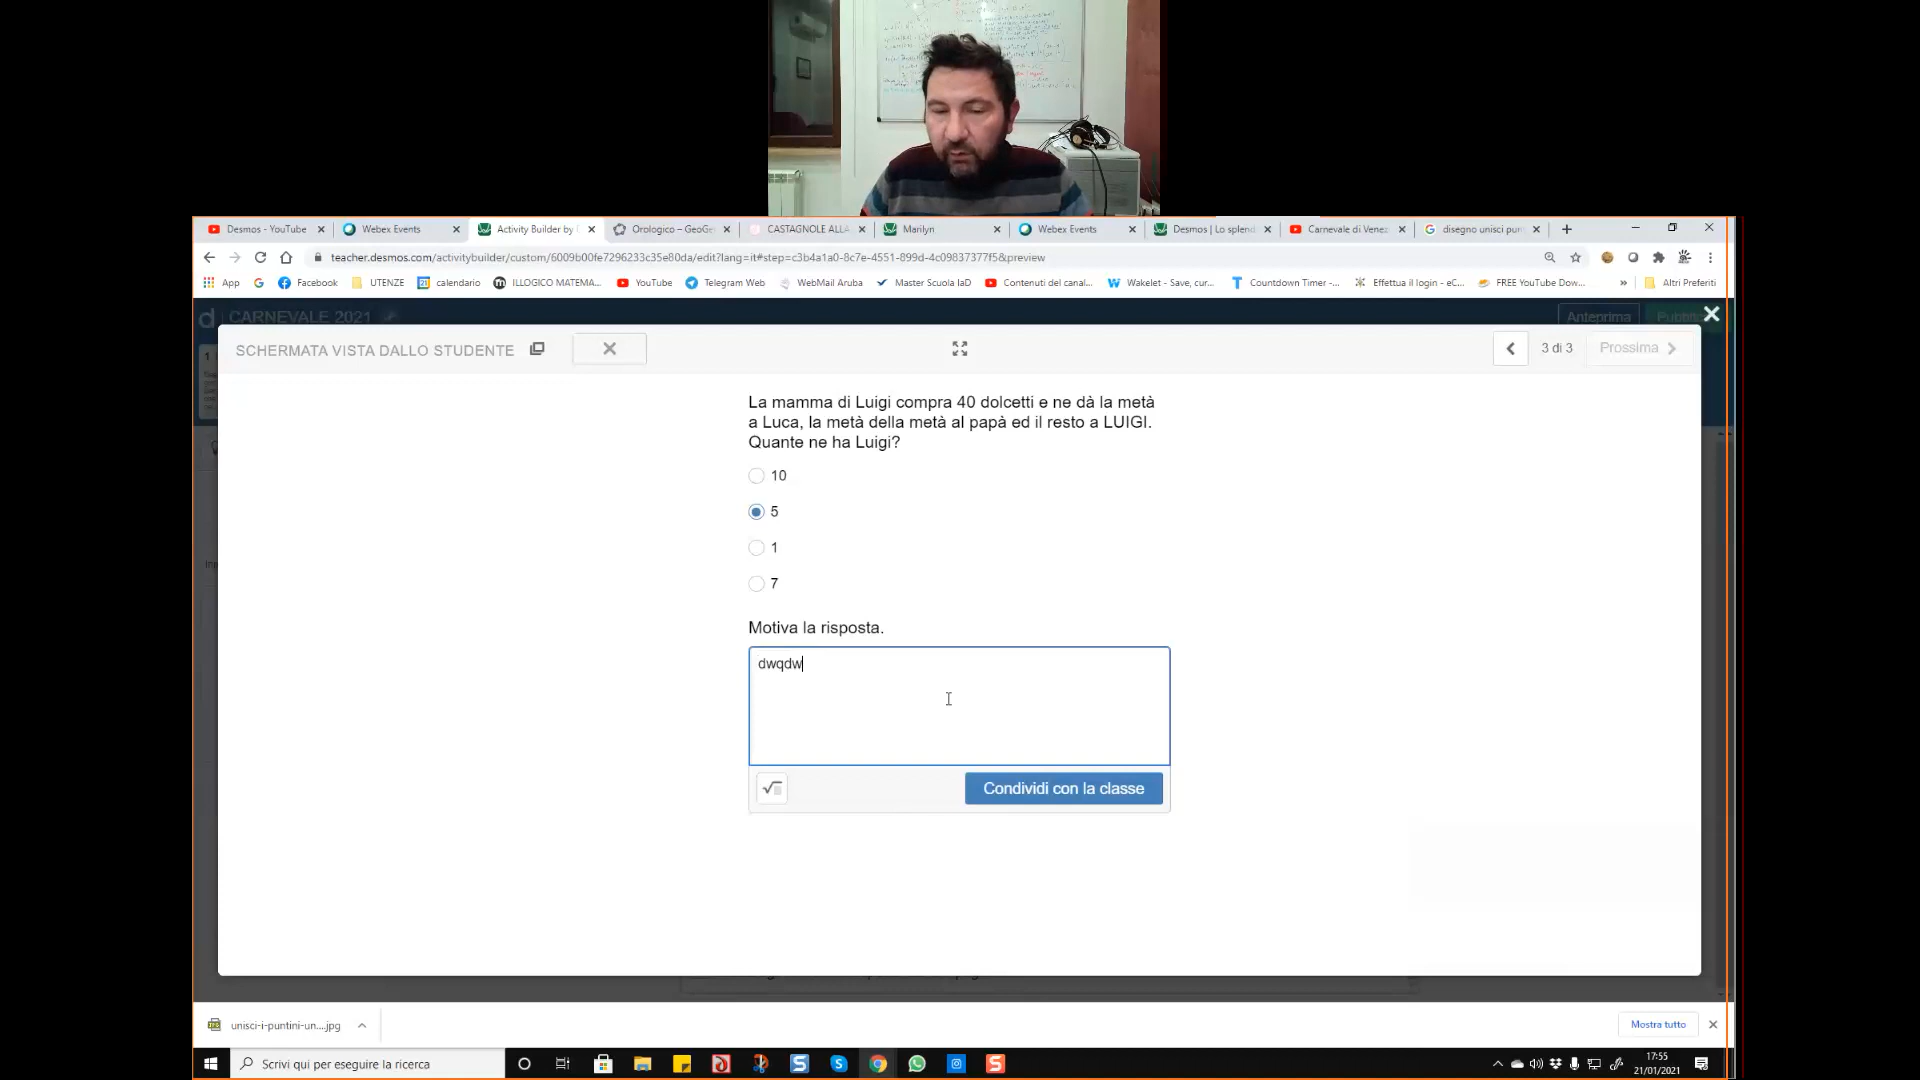 Desmos - YouTube
Webex Events
Activity Builder by
Orologico – GeoGe
CASTAGNOLE ALLA
Marilyn
Webex Events
Desmos | Lo splend
Carnevale di Venez
disegno unisci pun
teacher.desmos.com/activitybuilder/custom/6009b00fe7296233c35e80da/edit?lang=it#step=c3b4a1a0-8c7e-4551-899d-4c09837377f5&preview
App
Facebook
UTENZE
calendario
ILLOGICO MATEMA...
YouTube
Telegram Web
WebMail Aruba
Master Scuola IaD
Contenuti del canal...
Wakelet - Save, cur...
Countdown Timer -...
Effettua il login - eC...
FREE YouTube Dow...
Altri Preferiti
CARNEVALE 2021
Anteprima
SCHERMATA VISTA DALLO STUDENTE
3 di 3
Prossima
La mamma di Luigi compra 40 dolcetti e ne dà la metà
a Luca, la metà della metà al papà ed il resto a LUIGI.
Quante ne ha Luigi?
10
5
1
7
Motiva la risposta.
dwqdw
Condividi con la classe
unisci-i-puntini-un....jpg
Mostra tutto
Scrivi qui per eseguire la ricerca
17:55
21/01/2021